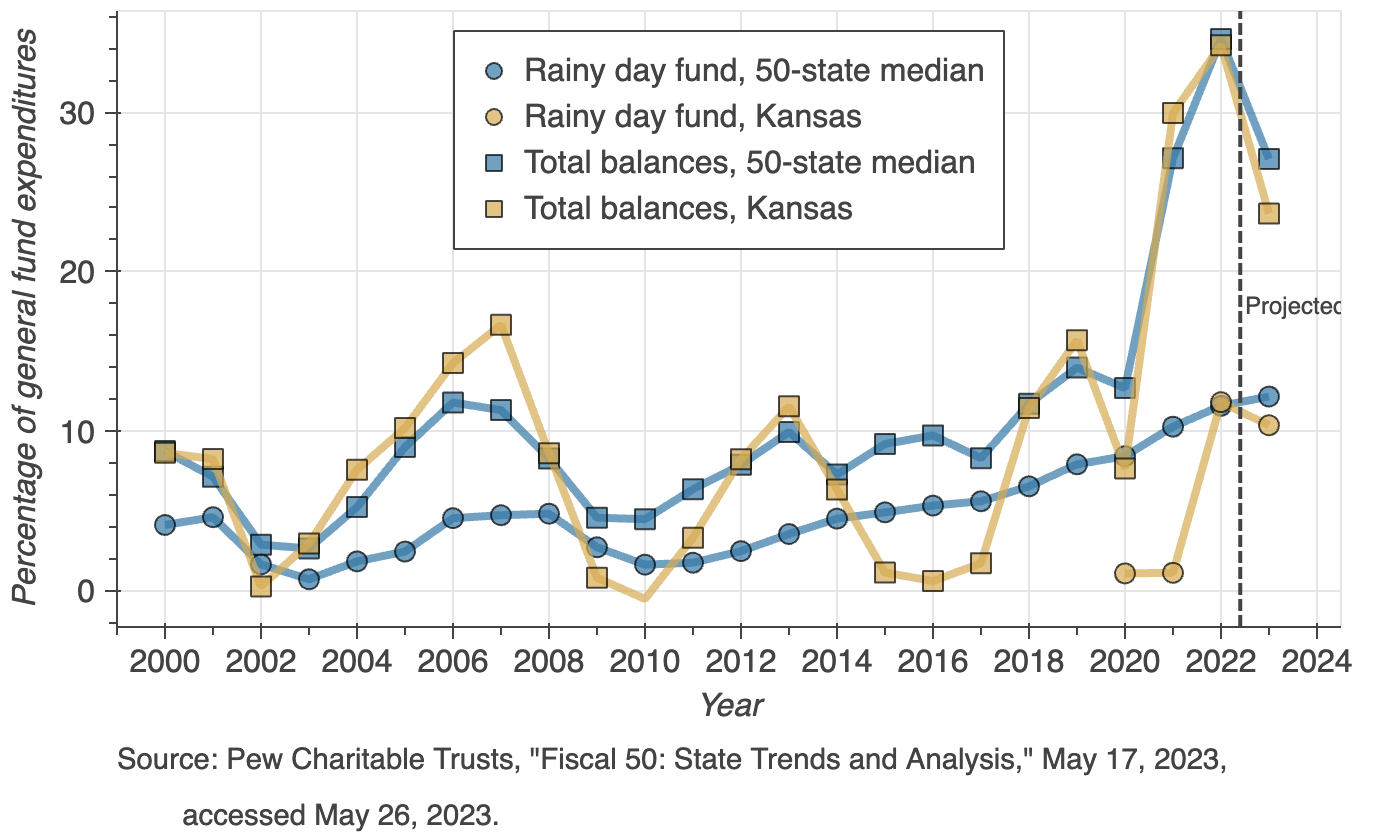 Percentage of general fund expenditures
30
20
10
0
Rainy day fund, 50-state median
Rainy day fund, Kansas
Total balances, 50-state median
Total balances, Kansas
Projected
2000 2002 2004 2006 2008 2010 2012 2014 2016 2018 2020 2022 2024
Year
Source: Pew Charitable Trusts, "Fiscal 50: State Trends and Analysis," May 17, 2023,
accessed May 26, 2023.